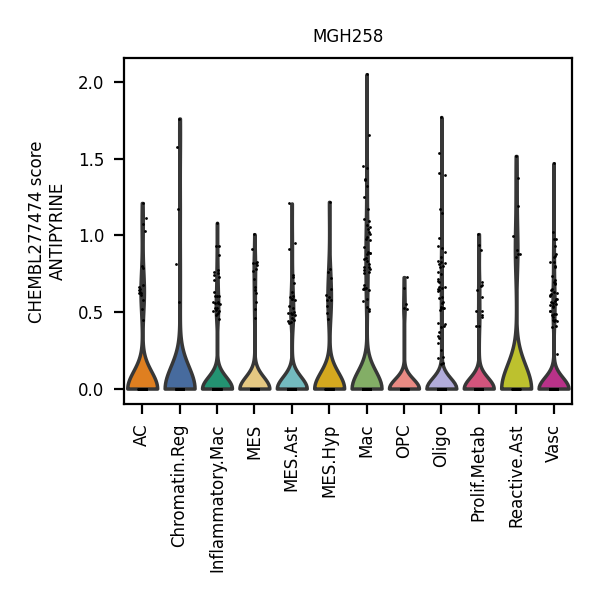 MGH258
CHEMBL277474 score
ANTIPYRINE
2.0
1.5
1.0
0.5
0.0
AC
Chromatin.Reg
Inflammatory.Mac
MES
MES.Ast
MES.Hyp
Mac
OPC
Oligo
Prolif.Metab
Reactive.Ast
Vasc